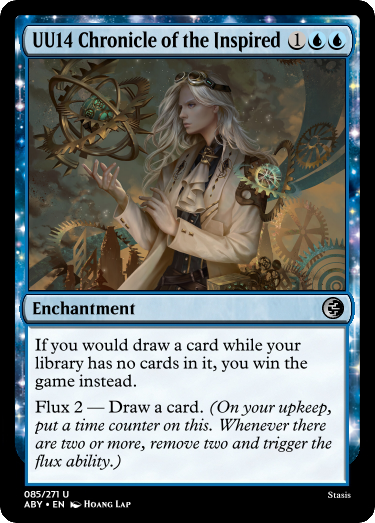 UU14 Chronicle of the Inspired 1
Enchantment
If you would draw a card while your
library has no cards in it, you win the
game instead.
Flux 2 — Draw a card. (On your upkeep,
put a time counter on this. Whenever there
are two or more, remove two and trigger the
flux ability.)
085/271 U
Stasis
ABY • EN Hoang Lap